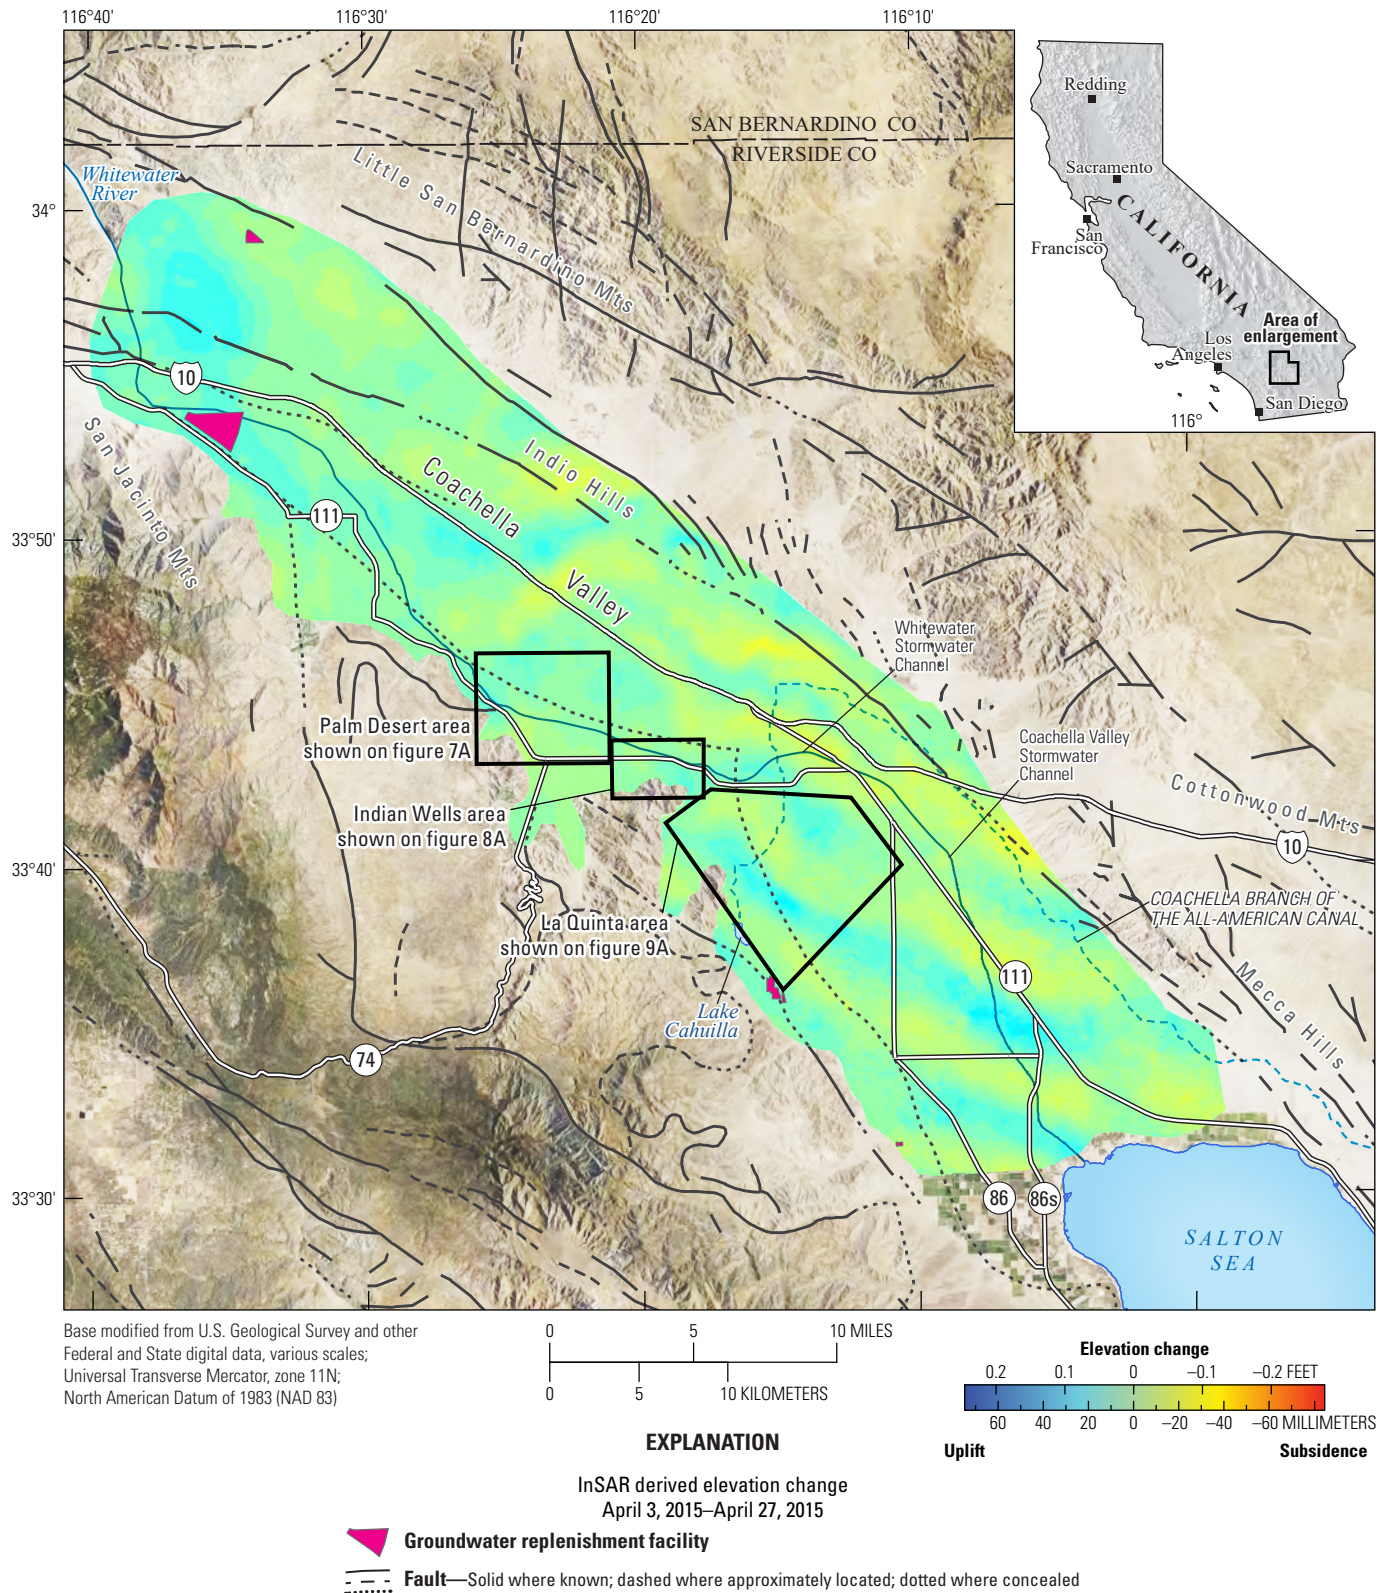 116°40'
116°30'
116°20'
116°10'
SAN BERNARDINO CO
RIVERSIDE CO
Whitewater
River
Little San Bernardino Mts
34°
Redding
Sacramento
San
Francisco
CALIFORNIA
Los
Angeles
Area of
enlargement
San Diego
116°
10
San Jacinto Mts
111
Coachella
Valley
Indio Hills
33°50'
Whitewater
Stormwater
Channel
Palm Desert area
shown on figure 7A
Coachella Valley
Stormwater
Channel
Cottonwood Mts
Indian Wells area
shown on figure 8A
10
33°40'
La Quinta area
shown on figure 9A
COACHELLA BRANCH OF
THE ALL-AMERICAN CANAL
111
Mecca Hills
Lake
Cahuilla
74
33°30'
86
86s
SALTON
SEA
Base modified from U.S. Geological Survey and other
Federal and State digital data, various scales;
Universal Transverse Mercator, zone 11N;
North American Datum of 1983 (NAD 83)
0 5 10 MILES
0 5 10 KILOMETERS
Elevation change
0.2 0.1 0 –0.1 –0.2 FEET
60 40 20 0 –20 –40 –60 MILLIMETERS
Uplift Subsidence
EXPLANATION
InSAR derived elevation change
April 3, 2015–April 27, 2015
Groundwater replenishment facility
Fault—Solid where known; dashed where approximately located; dotted where concealed